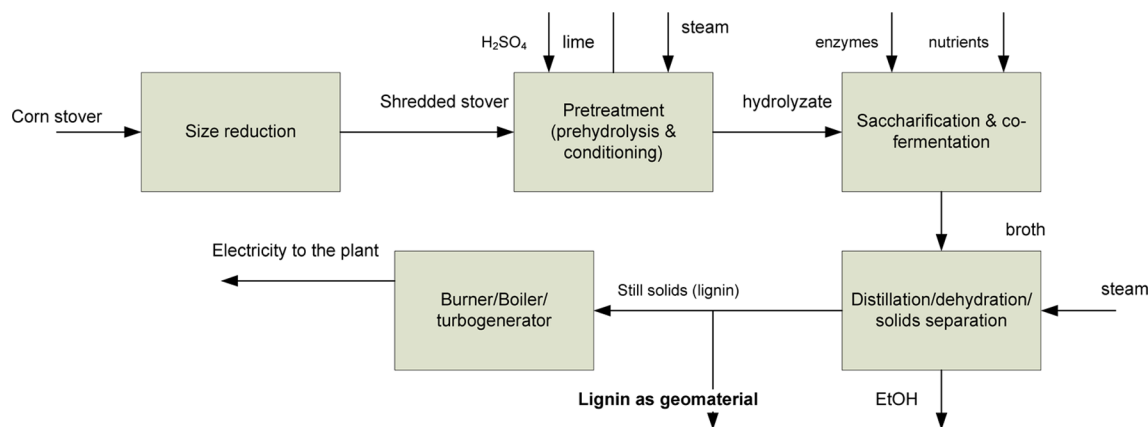 H₂SO₄
lime
steam
enzymes
nutrients
Corn stover
Size reduction
Shredded stover
Pretreatment
(prehydrolysis &
conditioning)
hydrolyzate
Saccharification & co-
fermentation
broth
Electricity to the plant
Burner/Boiler/
turbogenerator
Still solids (lignin)
Distillation/dehydration/
solids separation
steam
Lignin as geomaterial
EtOH